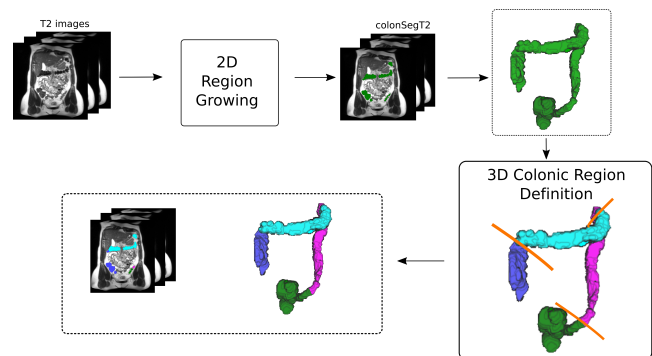 T2 images
2D
Region
Growing
colonSegT2
3D Colonic Region
Definition